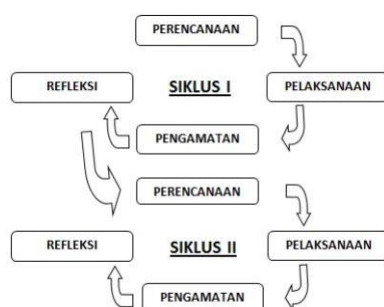 PERENCANAAN
REFLEKSI
SIKLUS I
PELAKSANAAN
PENGAMATAN
PERENCANAAN
REFLEKSI
SIKLUS II
PELAKSANAAN
PENGAMATAN